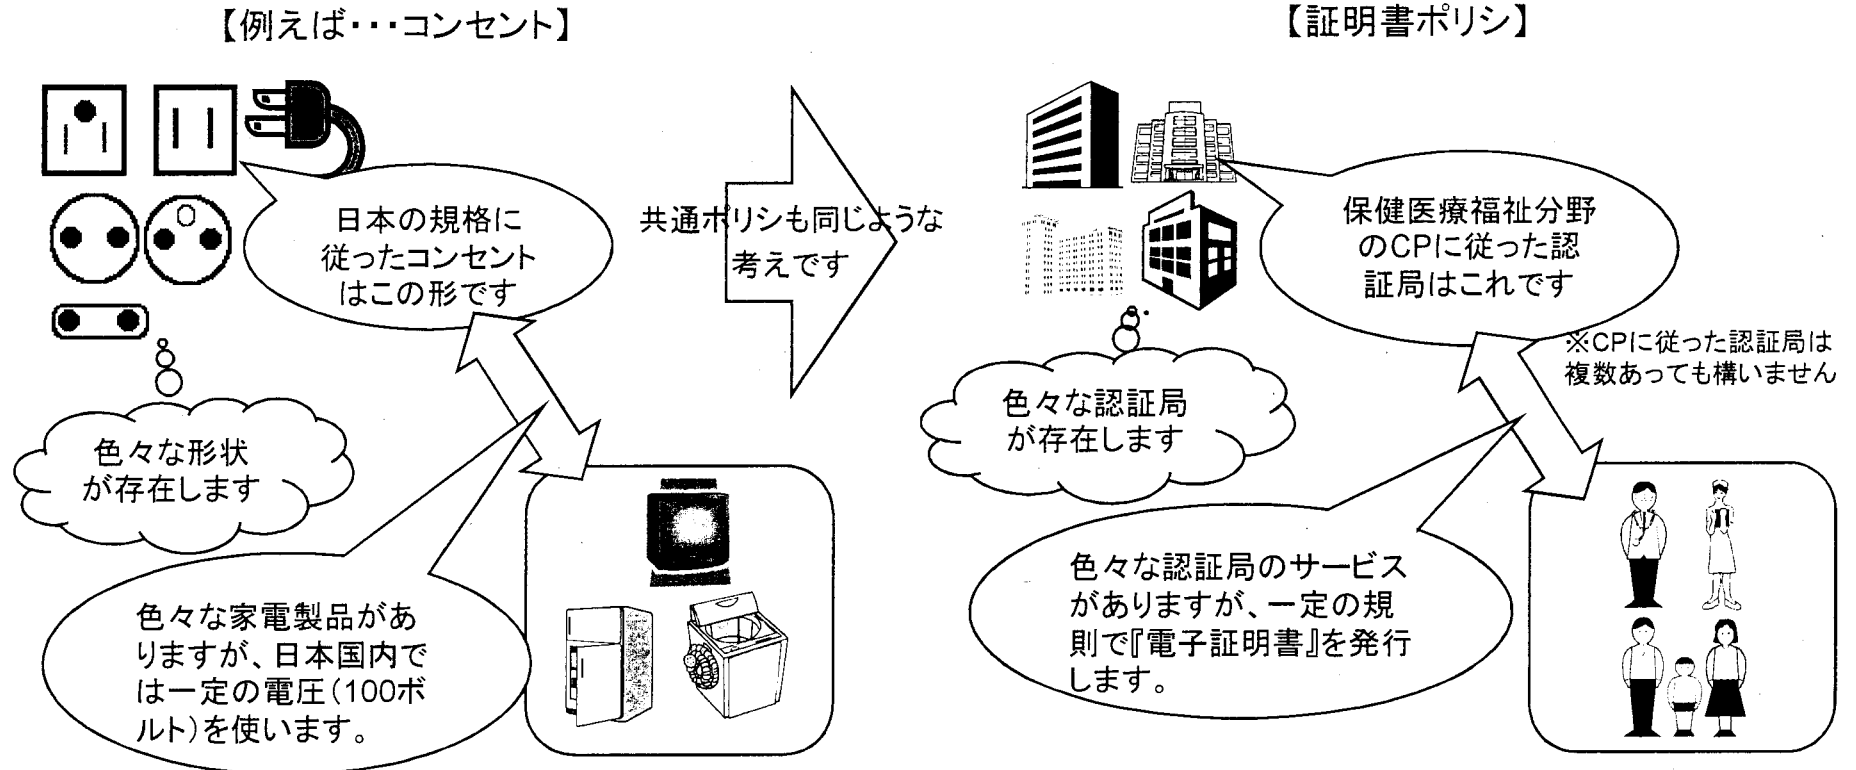 【例えば・・・コンセント】
日本の規格に
従ったコンセント
はこの形です
色々な形状
が存在します
色々な家電製品があ
りますが、日本国内で
は一定の電圧(100ボ
ルト)を使います。
共通ポリシも同じような
考えです
【証明書ポリシ】
保健医療福祉分野
のCPに従った認
証局はこれです
※CPに従った認証局は
複数あっても構いません
色々な認証局
が存在します
色々な認証局のサービス
がありますが、一定の規
則で『電子証明書』を発行
します。